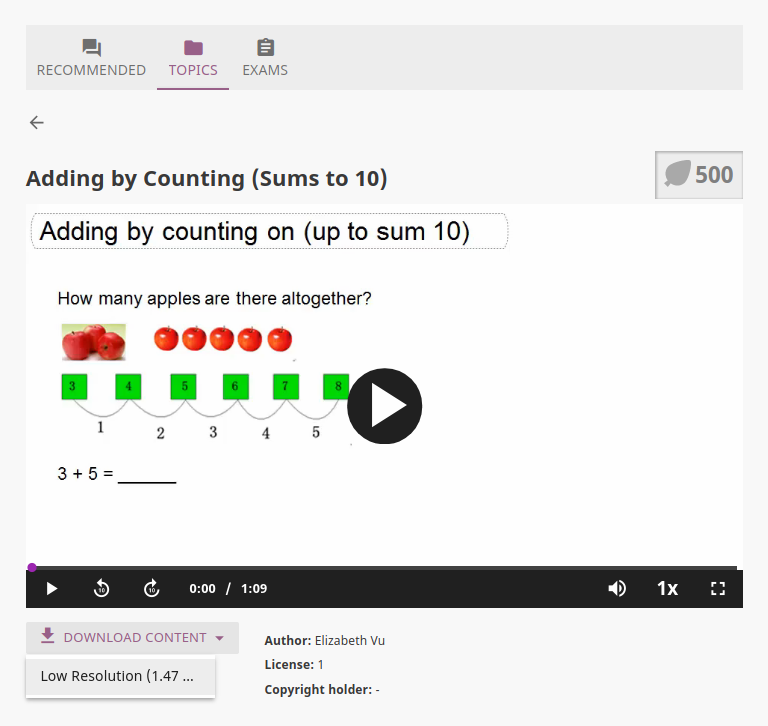 RECOMMENDED TOPICS EXAMS
Adding by Counting (Sums to 10)
500
Adding by counting on (up to sum 10)
How many apples are there altogether?
3 4 5 6 7 8
1 2 3 4 5
3 + 5 = ______
10 10 0:00 / 1:09 1x
DOWNLOAD CONTENT
Low Resolution (1.47 ...
Author: Elizabeth Vu
License: 1
Copyright holder: -